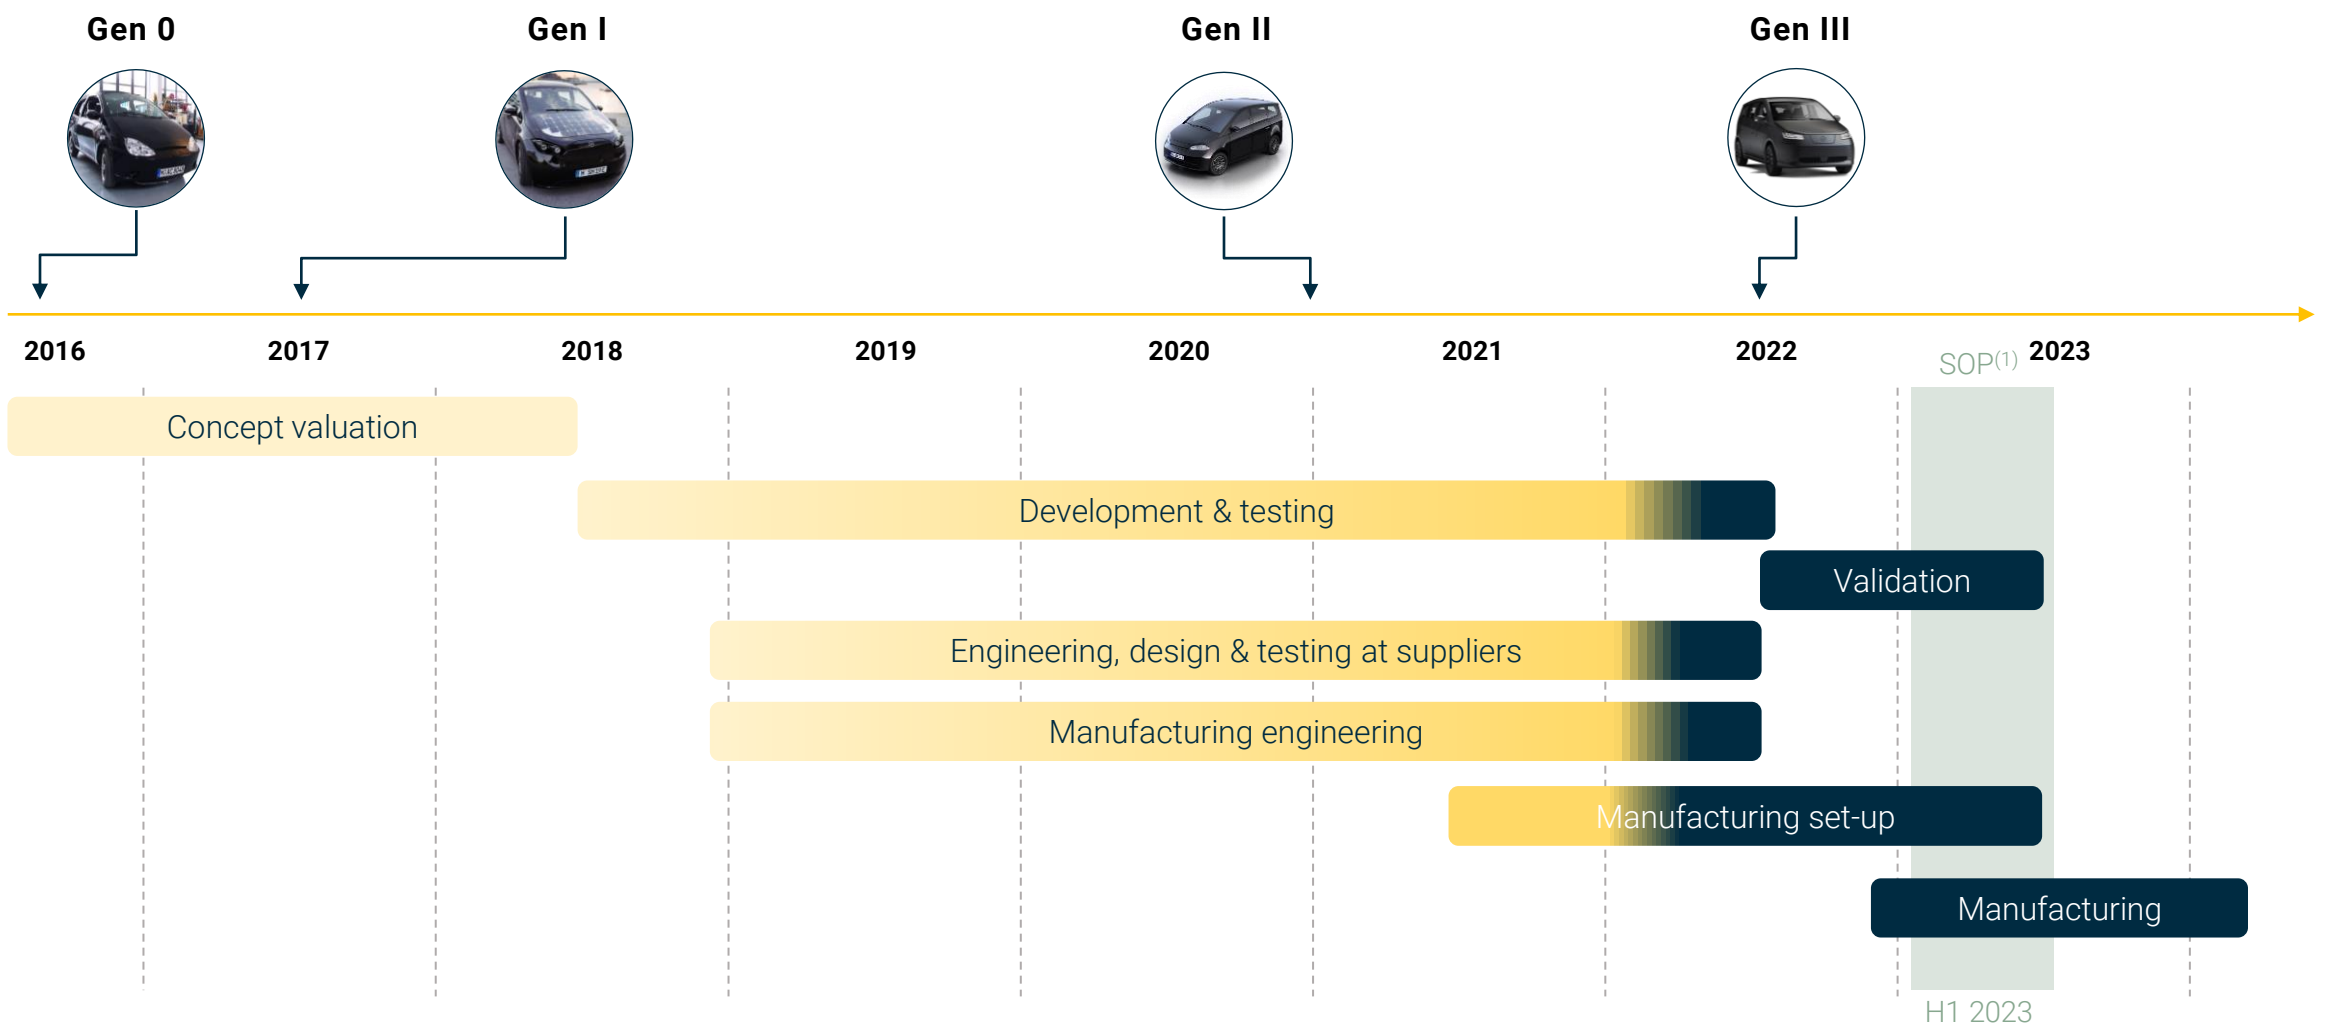 Gen 0
Gen I
Gen II
Gen III
2016
2017
2018
2019
2020
2021
2022
2023
SOP(1)
Concept valuation
Development & testing
Validation
Engineering, design & testing at suppliers
Manufacturing engineering
Manufacturing set-up
Manufacturing
H1 2023